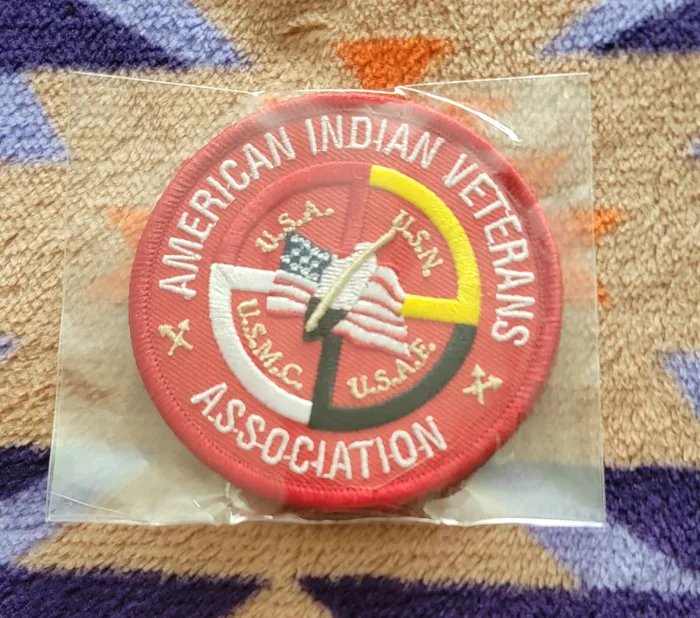 AMERICAN INDIAN VETERANS
U.S.A.
U.S.N.
U.S.M.C.
U.S.A.F.
ASSOCIATION